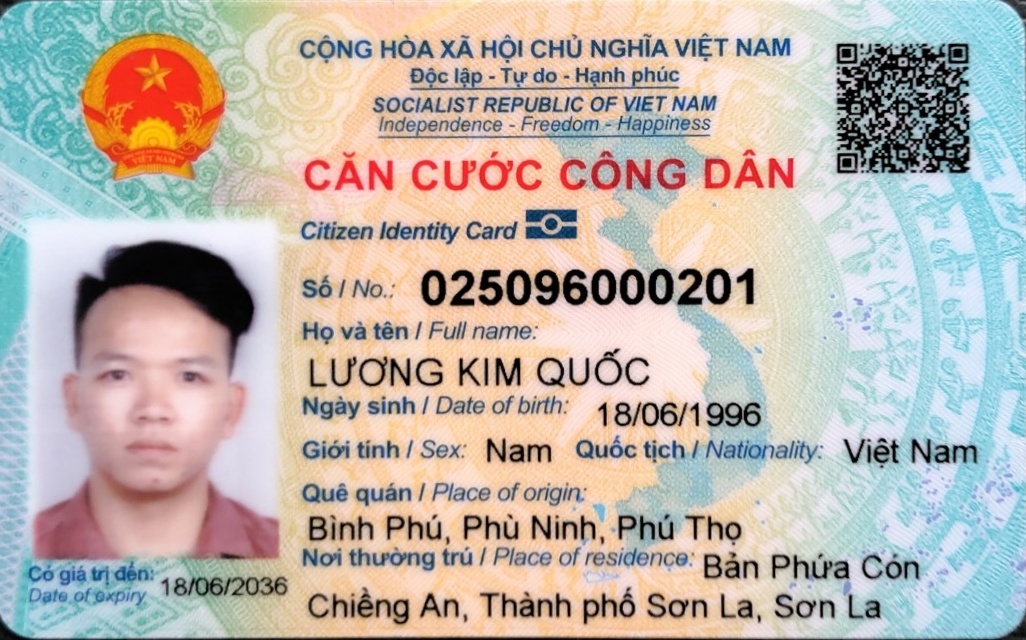 CỘNG HÒA XÃ HỘI CHỦ NGHĨA VIỆT NAM
Độc lập - Tự do - Hạnh phúc
SOCIALIST REPUBLIC OF VIET NAM
Independence - Freedom - Happiness
VIỆT NAM
CĂN CƯỚC CÔNG DÂN
Citizen Identity Card
Số / No.: 025096000201
Họ và tên / Full name:
LƯƠNG KIM QUỐC
Ngày sinh / Date of birth: 18/06/1996
Giới tính / Sex: Nam Quốc tịch / Nationality: Việt Nam
Quê quán / Place of origin:
Bình Phú, Phù Ninh, Phú Thọ
Nơi thường trú / Place of residence: Bản Phứa Cón
Chiềng An, Thành phố Sơn La, Sơn La
Có giá trị đến: 18/06/2036
Date of expiry